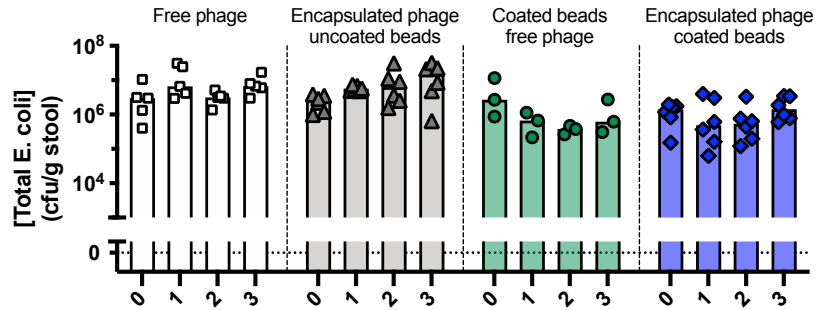 Free phage
Encapsulated phage
uncoated beads
Coated beads
free phage
Encapsulated phage
coated beads
[Total E. coli]
(cfu/g stool)
10^8
10^6
10^4
0
0 1 2 3 0 1 2 3 0 1 2 3 0 1 2 3